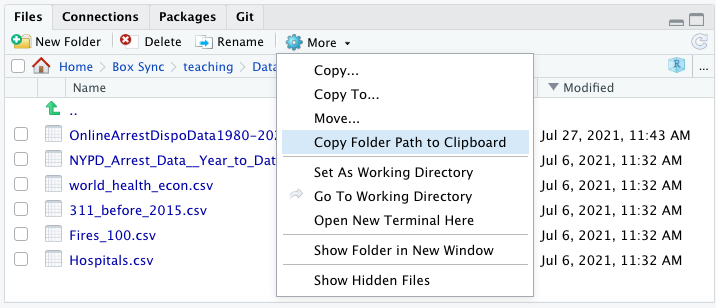 Files Connections Packages Git
New Folder Delete Rename More
Home Box Sync teaching Data R ...
Name Modified
Copy...
Copy To...
Move...
Copy Folder Path to Clipboard
Set As Working Directory
Go To Working Directory
Open New Terminal Here
Show Folder in New Window
Show Hidden Files
..
OnlineArrestDispoData1980-202 Jul 27, 2021, 11:43 AM
NYPD_Arrest_Data__Year_to_Dat Jul 6, 2021, 11:32 AM
world_health_econ.csv Jul 6, 2021, 11:32 AM
311_before_2015.csv Jul 6, 2021, 11:32 AM
Fires_100.csv Jul 6, 2021, 11:32 AM
Hospitals.csv Jul 6, 2021, 11:32 AM